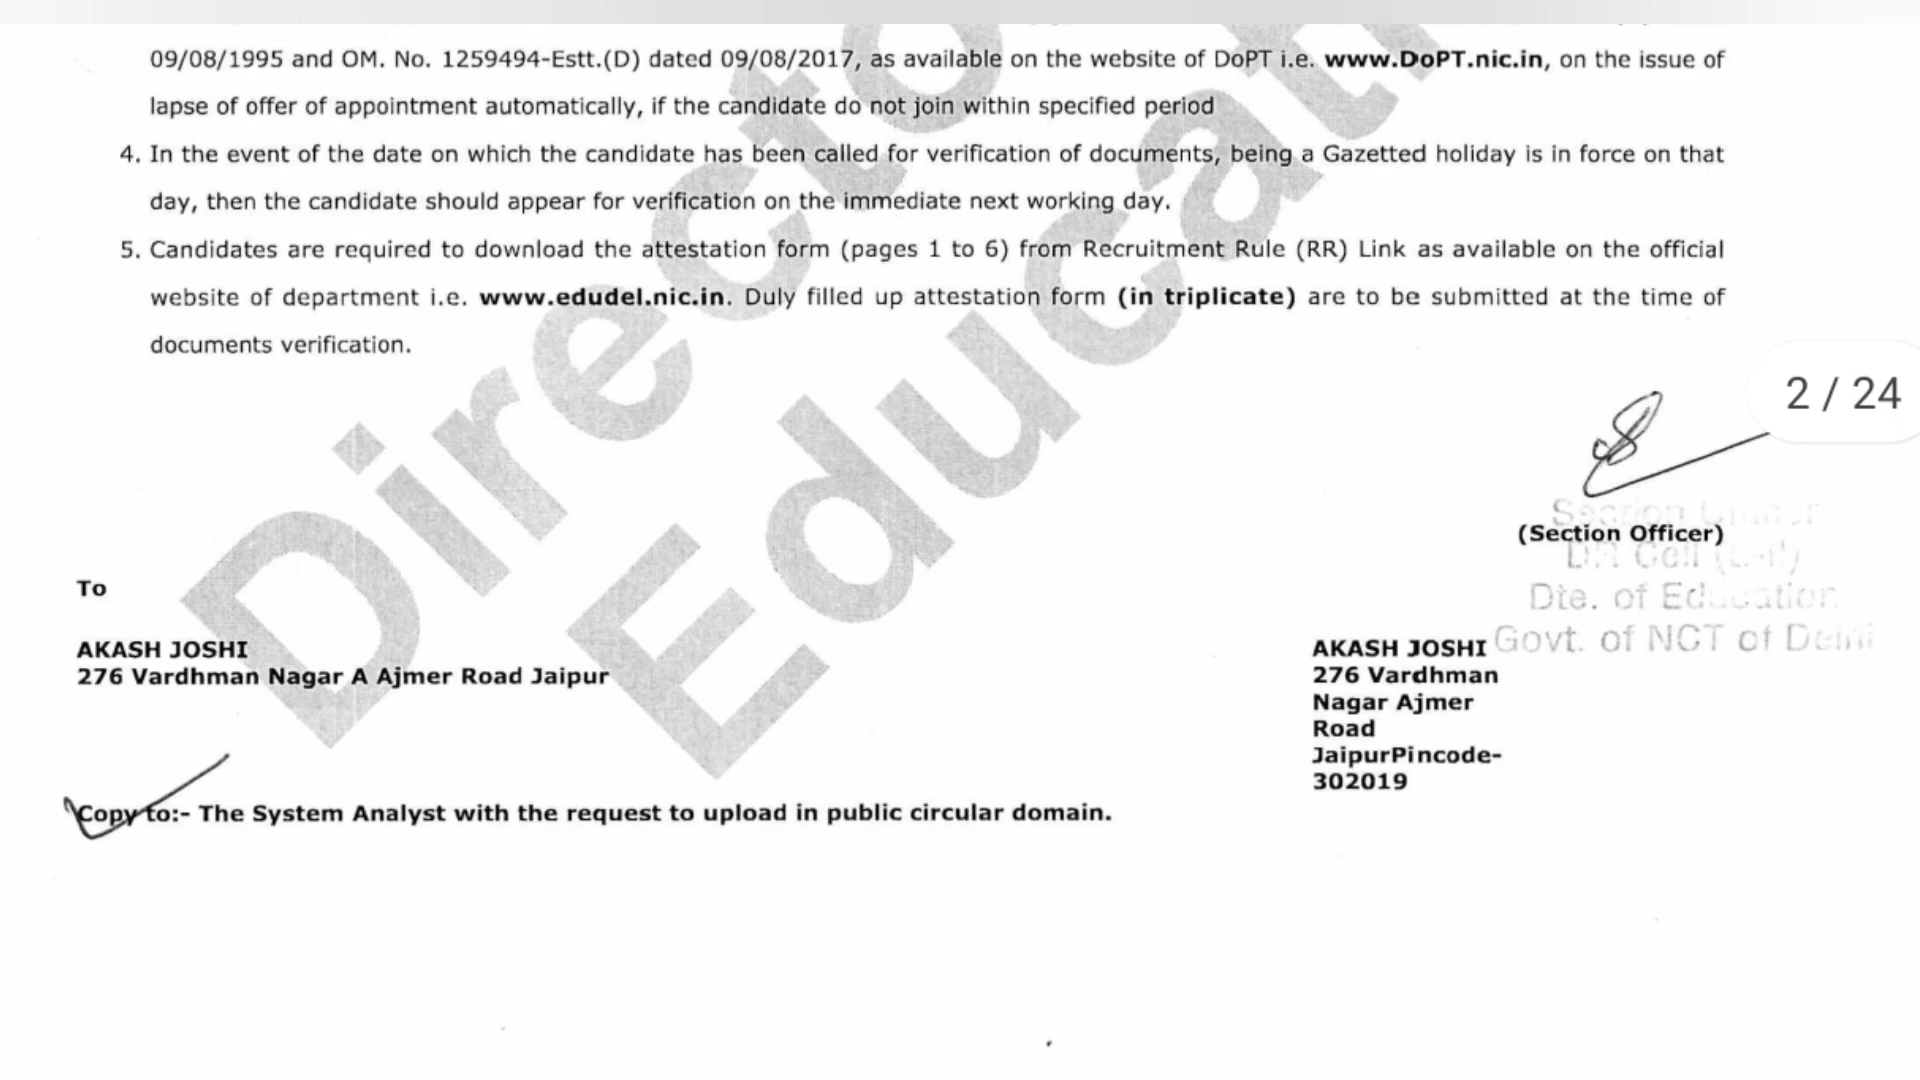 09/08/1995 and OM. No. 1259494-Estt.(D) dated 09/08/2017, as available on the website of DoPT i.e. www.DoPT.nic.in, on the issue of
lapse of offer of appointment automatically, if the candidate do not join within specified period
4. In the event of the date on which the candidate has been called for verification of documents, being a Gazetted holiday is in force on that
day, then the candidate should appear for verification on the immediate next working day.
5. Candidates are required to download the attestation form (pages 1 to 6) from Recruitment Rule (RR) Link as available on the official
website of department i.e. www.edudel.nic.in. Duly filled up attestation form (in triplicate) are to be submitted at the time of
documents verification.
2 / 24
Section Officer
(Section Officer)
Dte. of Education
Govt. of NCT of Delhi
To
AKASH JOSHI
276 Vardhman Nagar A Ajmer Road Jaipur
AKASH JOSHI
276 Vardhman
Nagar Ajmer
Road
JaipurPincode-
302019
Copy to:- The System Analyst with the request to upload in public circular domain.